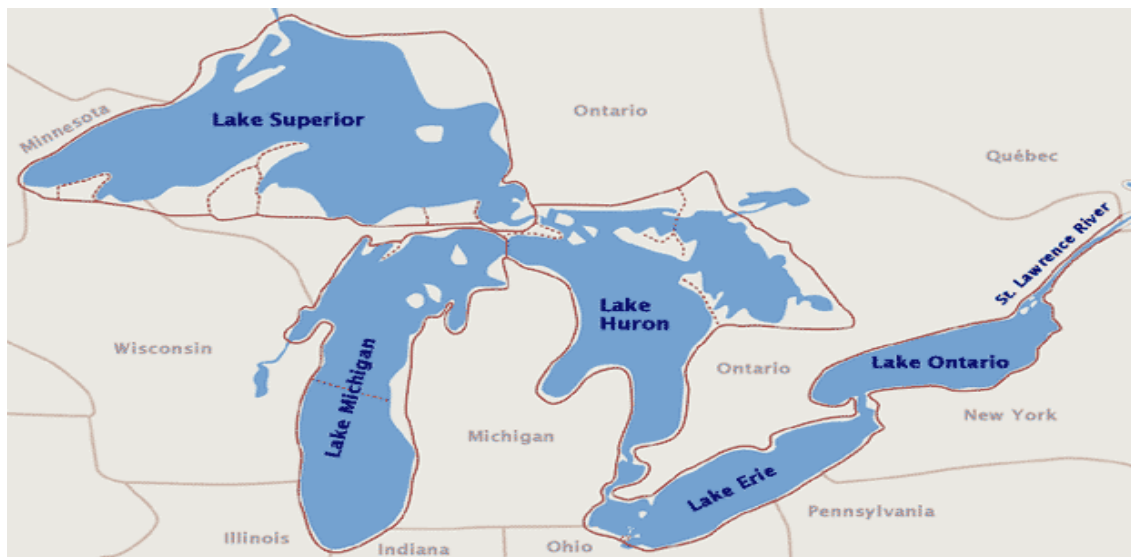 Minnesota
Lake Superior
Ontario
Québec
St. Lawrence River
Wisconsin
Lake Michigan
Lake
Huron
Ontario
Lake Ontario
Michigan
New York
Lake Erie
Pennsylvania
Illinois
Indiana
Ohio